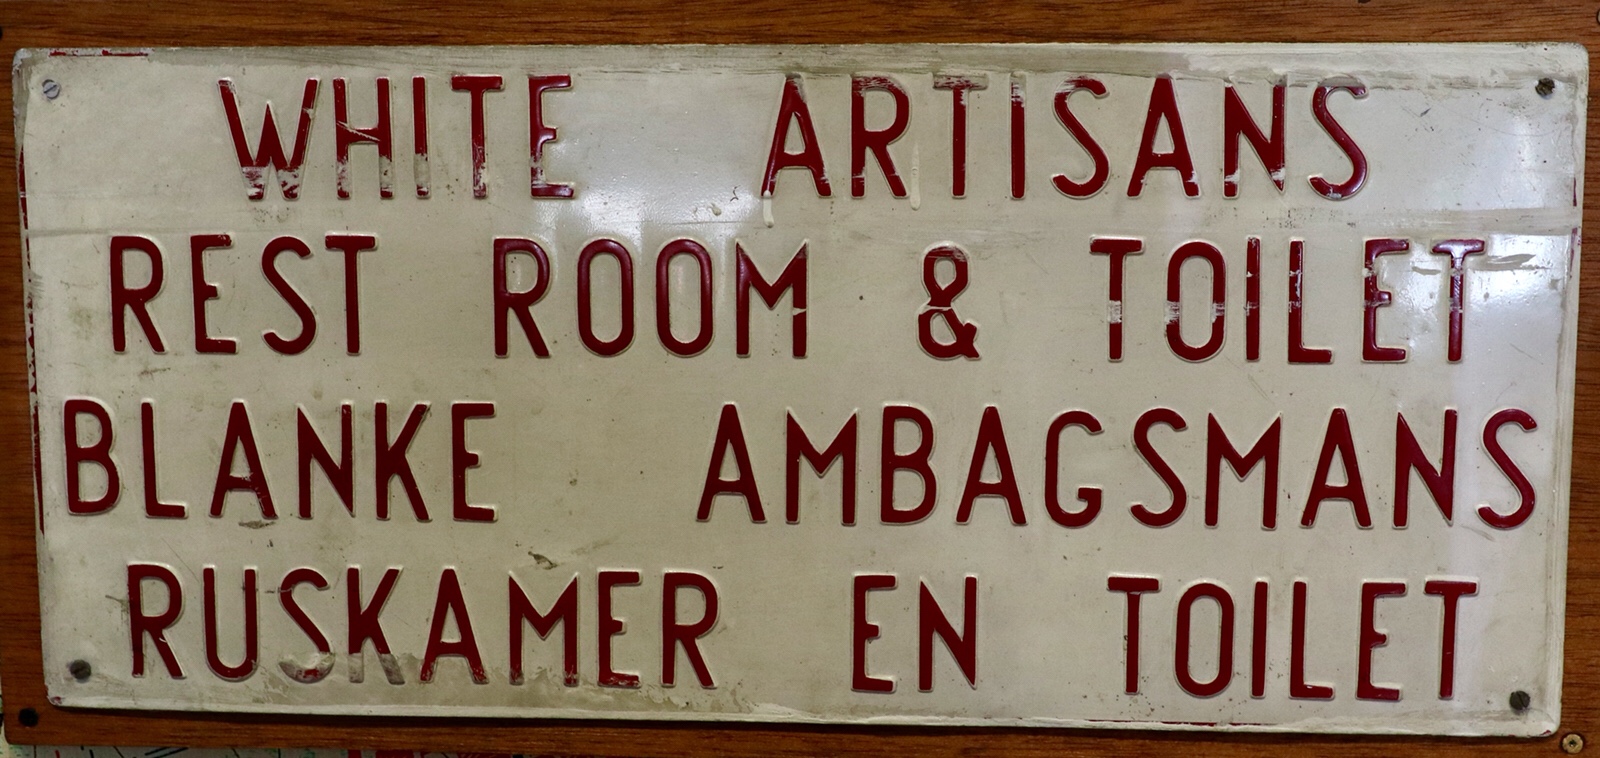 WHITE ARTISANS
REST ROOM & TOILET
BLANKE AMBAGSMANS
RUSKAMER EN TOILET